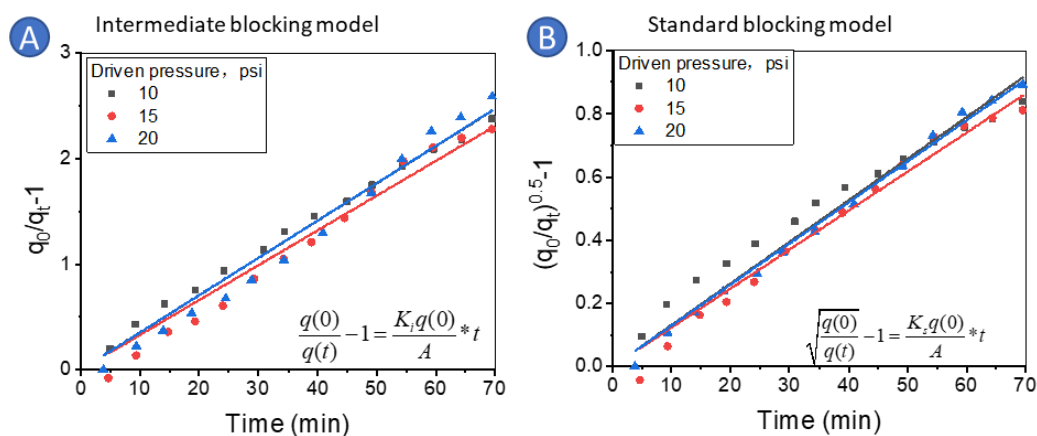 A Intermediate blocking model
3
2
1
0
q₀/qₜ-1
Driven pressure, psi
10
15
20
q(0)/q(t) -1 = Kᵢq(0)/A *t
0 10 20 30 40 50 60 70
Time (min)
B Standard blocking model
1.0
0.8
0.6
0.4
0.2
0.0
(q₀/qₜ)⁰·⁵-1
Driven pressure, psi
10
15
20
√(q(0)/q(t)) -1 = Kₛq(0)/A *t
0 10 20 30 40 50 60 70
Time (min)